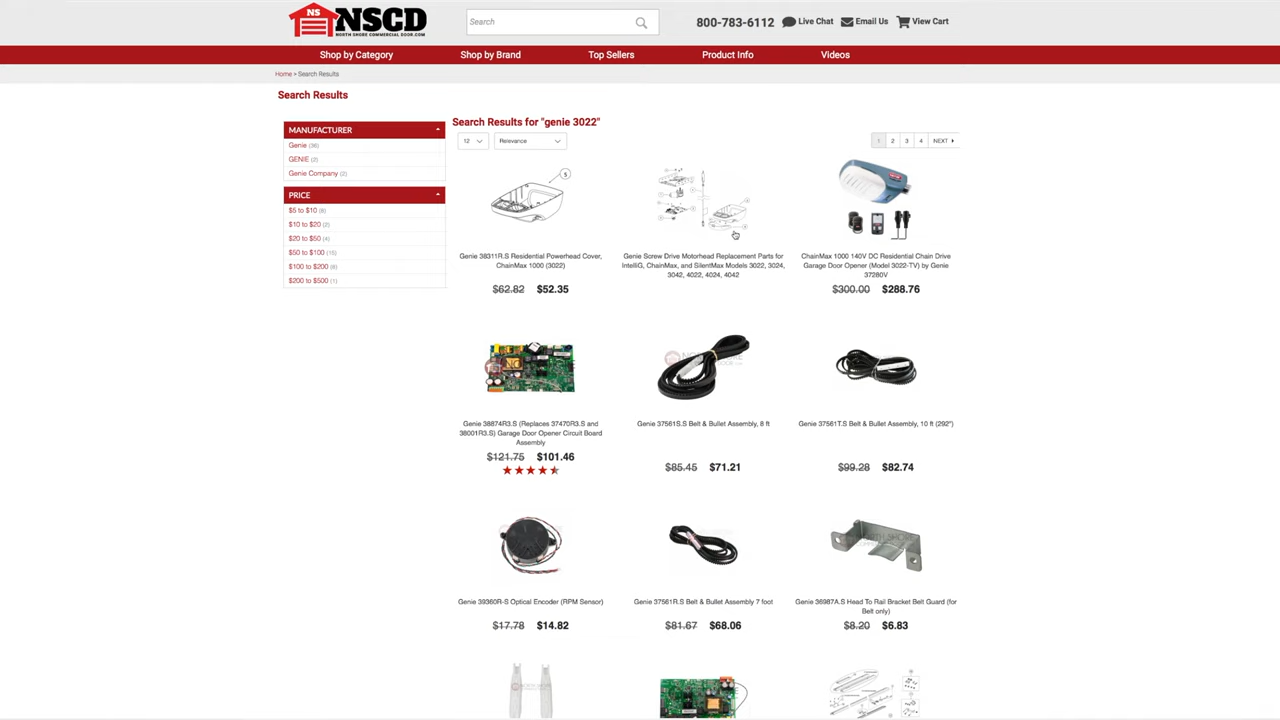 NS
NSCD
NORTH SHORE COMMERCIAL DOOR.COM
Search
800-783-6112
Live Chat
Email Us
View Cart
Shop by Category
Shop by Brand
Top Sellers
Product Info
Videos
Home > Search Results
Search Results
MANUFACTURER
Genie (36)
GENIE (2)
Genie Company (2)
PRICE
$5 to $10 (8)
$10 to $20 (2)
$20 to $50 (4)
$50 to $100 (15)
$100 to $200 (6)
$200 to $500 (1)
Search Results for "genie 3022"
12
Relevance
1 2 3 4 NEXT
5
Genie 38311R.S Residential Powerhead Cover,
ChainMax 1000 (3022)
$62.82 $52.35
Genie Screw Drive Motorhead Replacement Parts for
IntelliG, ChainMax, and SilentMax Models 3022, 3024,
3042, 4022, 4024, 4042
ChainMax 1000 140V DC Residential Chain Drive
Garage Door Opener (Model 3022-TV) by Genie
37280V
$300.00 $288.76
Genie 38874R3.S (Replaces 37470R3.S and
38001R3.S) Garage Door Opener Circuit Board
Assembly
$121.75 $101.46
Genie 37561S.S Belt & Bullet Assembly, 8 ft
$85.45 $71.21
Genie 37561T.S Belt & Bullet Assembly, 10 ft (292")
$99.28 $82.74
Genie 39360R-S Optical Encoder (RPM Sensor)
$17.78 $14.82
Genie 37561R.S Belt & Bullet Assembly 7 foot
$81.67 $68.06
Genie 36987A.S Head To Rail Bracket Belt Guard (for
Belt only)
$8.20 $6.83